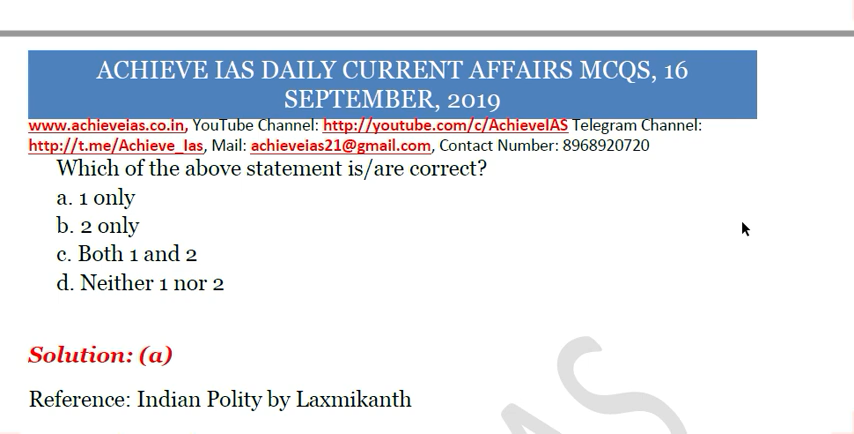 ACHIEVE IAS DAILY CURRENT AFFAIRS MCQS, 16
SEPTEMBER, 2019
www.achieveias.co.in, YouTube Channel: http://youtube.com/c/AchieveIAS Telegram Channel:
http://t.me/Achieve_Ias, Mail: achieveias21@gmail.com, Contact Number: 8968920720
Which of the above statement is/are correct?
a. 1 only
b. 2 only
c. Both 1 and 2
d. Neither 1 nor 2
Solution: (a)
Reference: Indian Polity by Laxmikanth